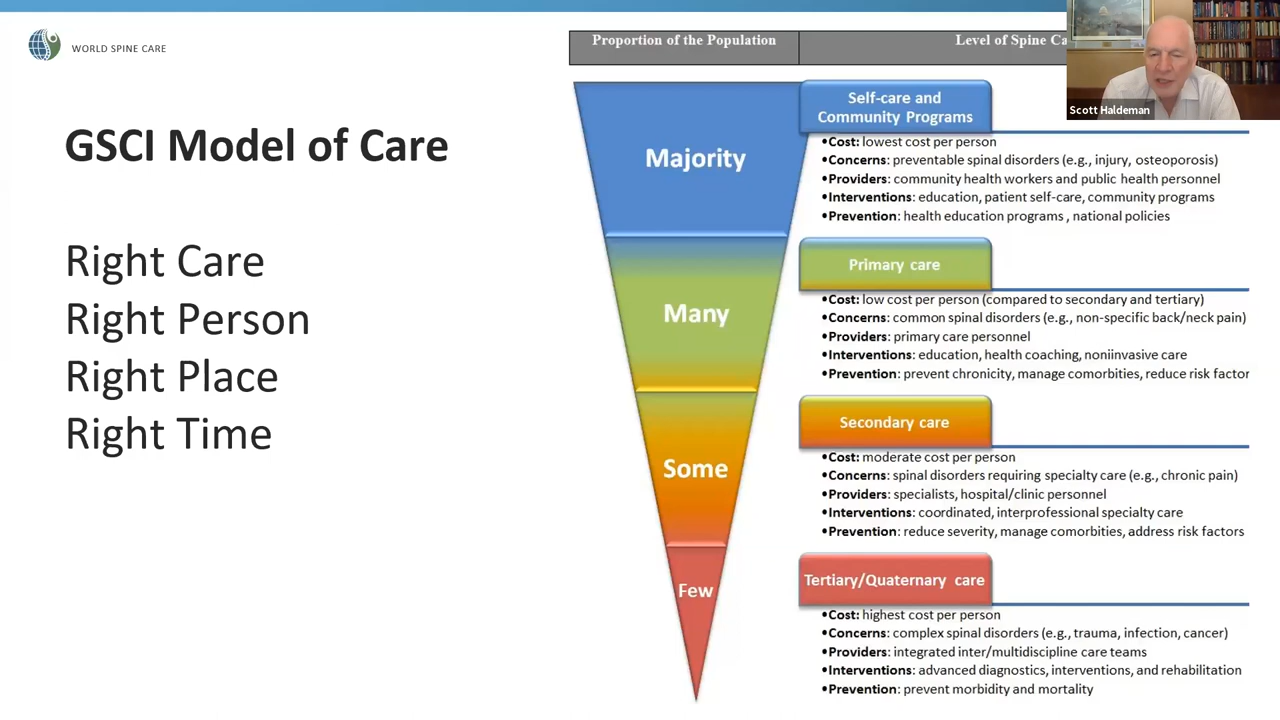 WORLD SPINE CARE
GSCI Model of Care
Right Care
Right Person
Right Place
Right Time
Proportion of the Population
Level of Spine Ca
Scott Haldeman
Majority
Self-care and
Community Programs
•Cost: lowest cost per person
•Concerns: preventable spinal disorders (e.g., injury, osteoporosis)
•Providers: community health workers and public health personnel
•Interventions: education, patient self-care, community programs
•Prevention: health education programs , national policies
Many
Primary care
•Cost: low cost per person (compared to secondary and tertiary)
•Concerns: common spinal disorders (e.g., non-specific back/neck pain)
•Providers: primary care personnel
•Interventions: education, health coaching, noniinvasive care
•Prevention: prevent chronicity, manage comorbities, reduce risk factor
Some
Secondary care
•Cost: moderate cost per person
•Concerns: spinal disorders requiring specialty care (e.g., chronic pain)
•Providers: specialists, hospital/clinic personnel
•Interventions: coordinated, interprofessional specialty care
•Prevention: reduce severity, manage comorbities, address risk factors
Few
Tertiary/Quaternary care
•Cost: highest cost per person
•Concerns: complex spinal disorders (e.g., trauma, infection, cancer)
•Providers: integrated inter/multidiscipline care teams
•Interventions: advanced diagnostics, interventions, and rehabilitation
•Prevention: prevent morbidity and mortality